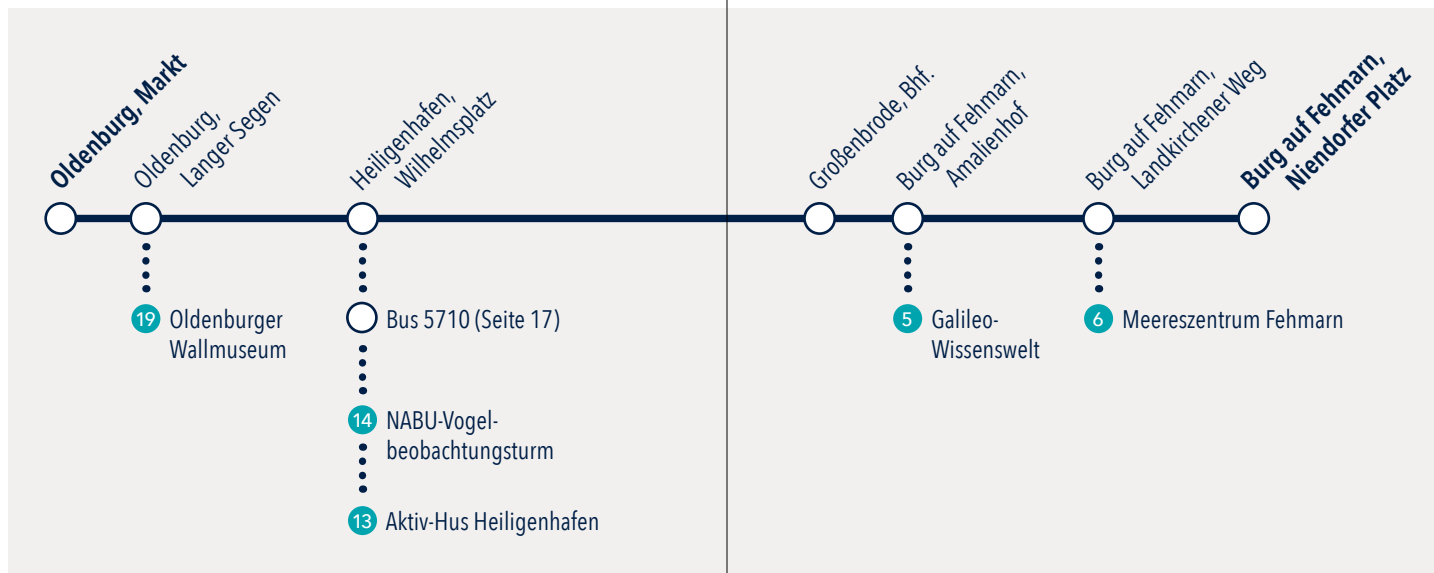 Oldenburg, Markt
Oldenburg,
Langer Segen
Heiligenhafen,
Wilhelmsplatz
Großenbrode, Bhf.
Burg auf Fehmarn,
Amalienhof
Burg auf Fehmarn,
Landkirchener Weg
Burg auf Fehmarn,
Niendorfer Platz
19 Oldenburger
Wallmuseum
Bus 5710 (Seite 17)
14 NABU-Vogel-
beobachtungsturm
13 Aktiv-Hus Heiligenhafen
5 Galileo-
Wissenswelt
6 Meereszentrum Fehmarn